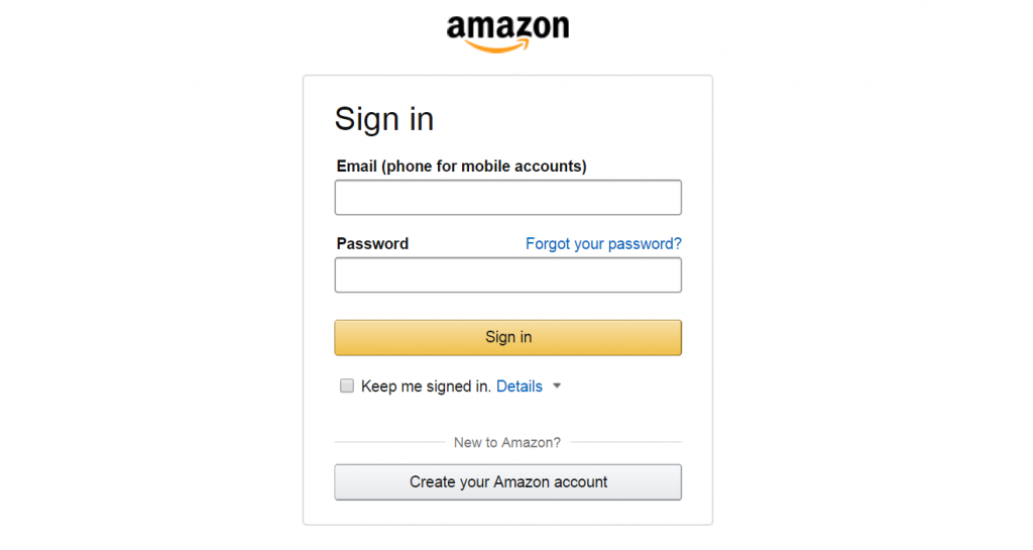 amazon
Sign in
Email (phone for mobile accounts)
Password Forgot your password?
Sign in
Keep me signed in. Details
New to Amazon?
Create your Amazon account